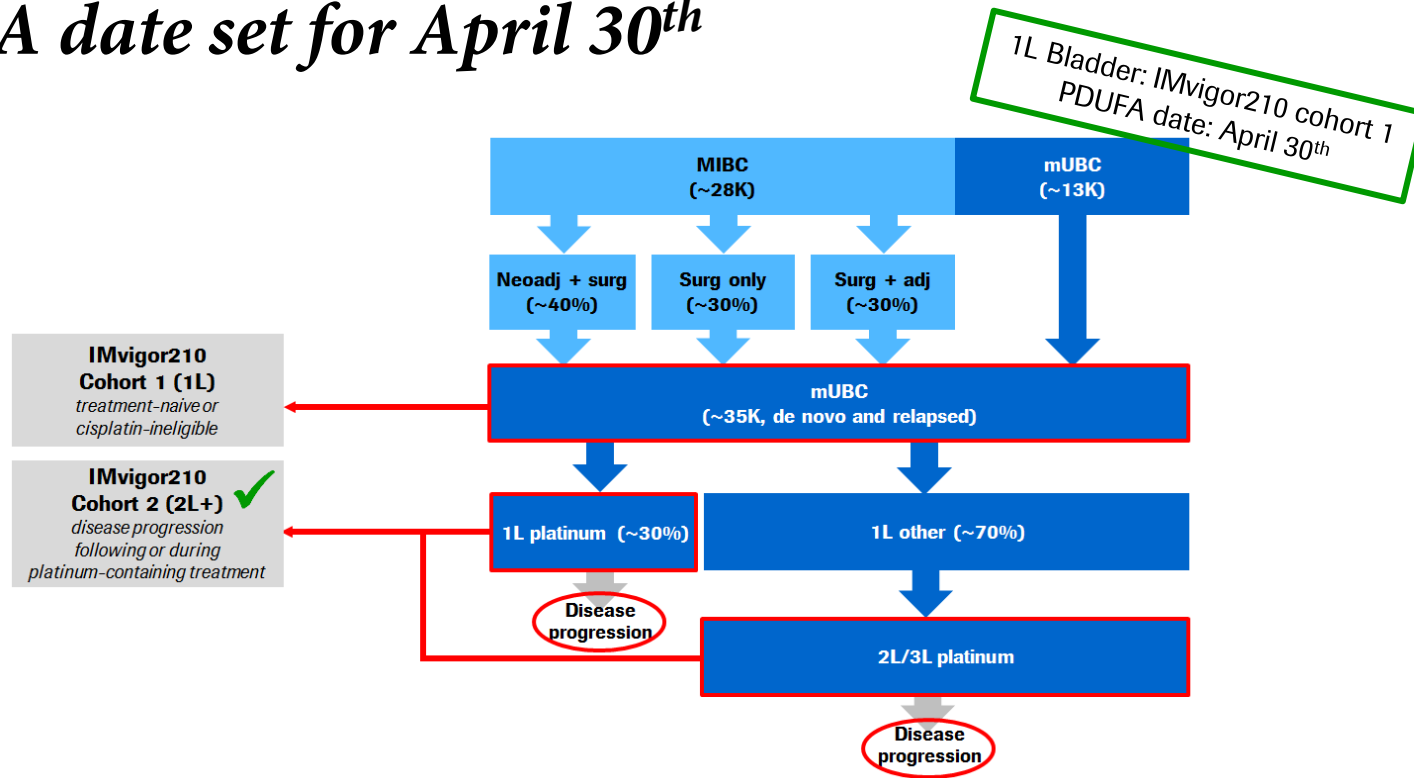 A date set for April 30th
1L Bladder: IMvigor210 cohort 1
PDUFA date: April 30th
MIBC
(~28K)
mUBC
(~13K)
Neoadj + surg
(~40%)
Surg only
(~30%)
Surg + adj
(~30%)
IMvigor210
Cohort 1 (1L)
treatment-naive or
cisplatin-ineligible
mUBC
(~35K, de novo and relapsed)
IMvigor210
Cohort 2 (2L+)
disease progression
following or during
platinum-containing treatment
1L platinum (~30%)
1L other (~70%)
Disease
progression
2L/3L platinum
Disease
progression